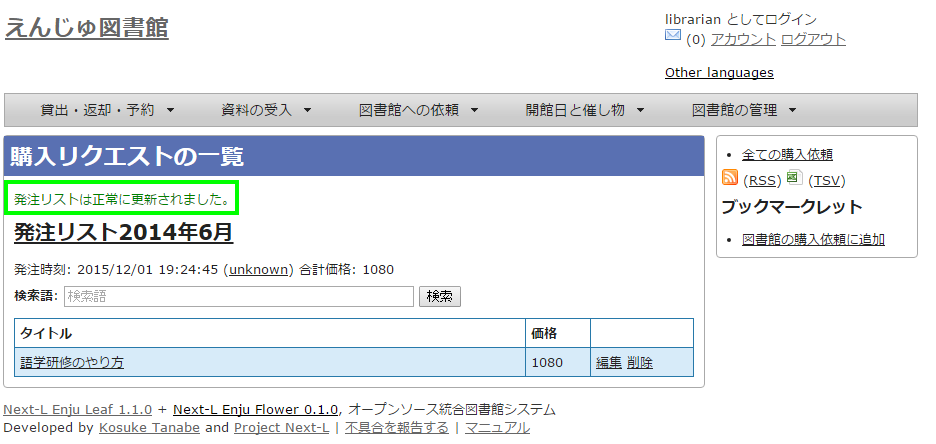 えんじゅ図書館
librarian としてログイン
(0) アカウント ログアウト
Other languages
貸出・返却・予約 資料の受入 図書館への依頼 開館日と催し物 図書館の管理
購入リクエストの一覧
発注リストは正常に更新されました。
発注リスト2014年6月
発注時刻: 2015/12/01 19:24:45 (unknown) 合計価格: 1080
検索語: 検索語 検索
タイトル 価格
語学研修のやり方 1080 編集 削除
全ての購入依頼
(RSS) (TSV)
ブックマークレット
図書館の購入依頼に追加
Next-L Enju Leaf 1.1.0 + Next-L Enju Flower 0.1.0, オープンソース統合図書館システム
Developed by Kosuke Tanabe and Project Next-L | 不具合を報告する | マニュアル